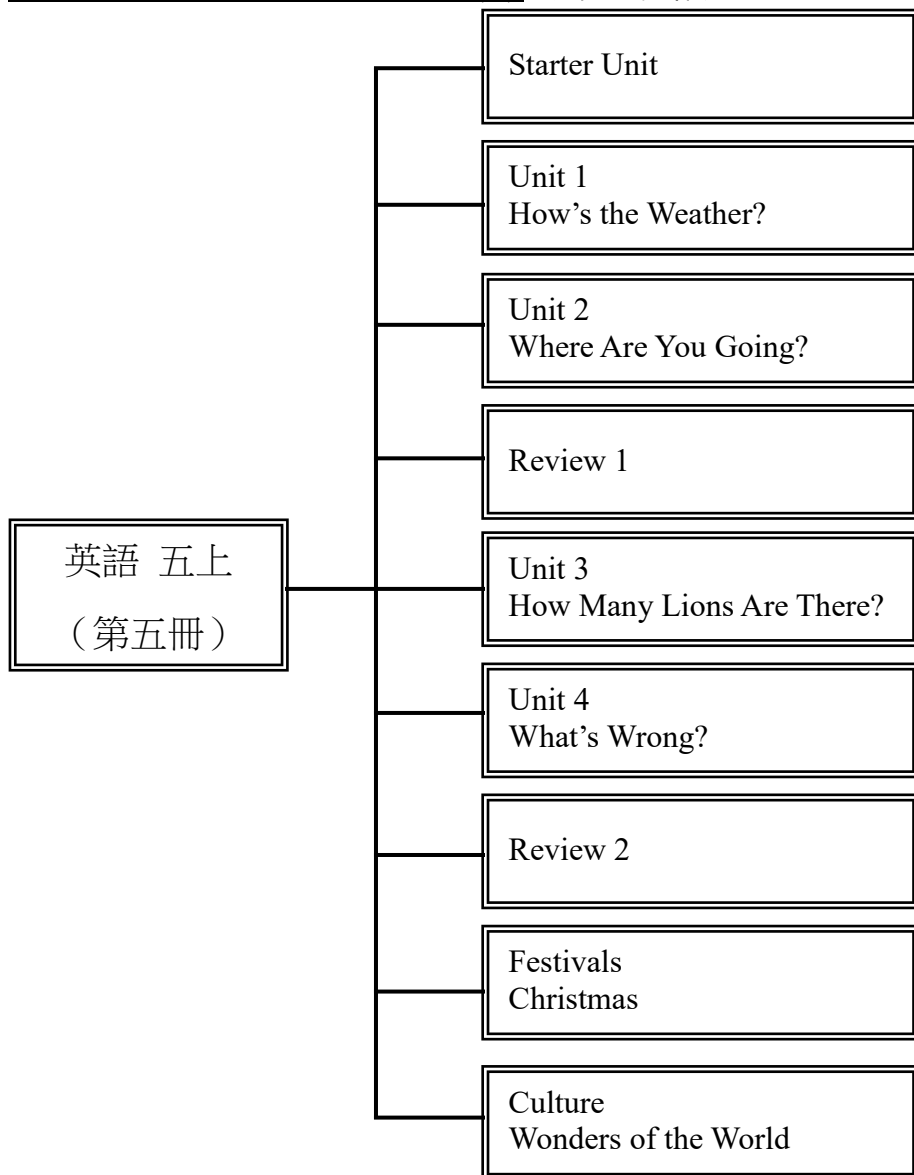 Starter Unit
Unit 1
How’s the Weather?
Unit 2
Where Are You Going?
Review 1
英語 五上
（第五冊）
Unit 3
How Many Lions Are There?
Unit 4
What’s Wrong?
Review 2
Festivals
Christmas
Culture
Wonders of the World